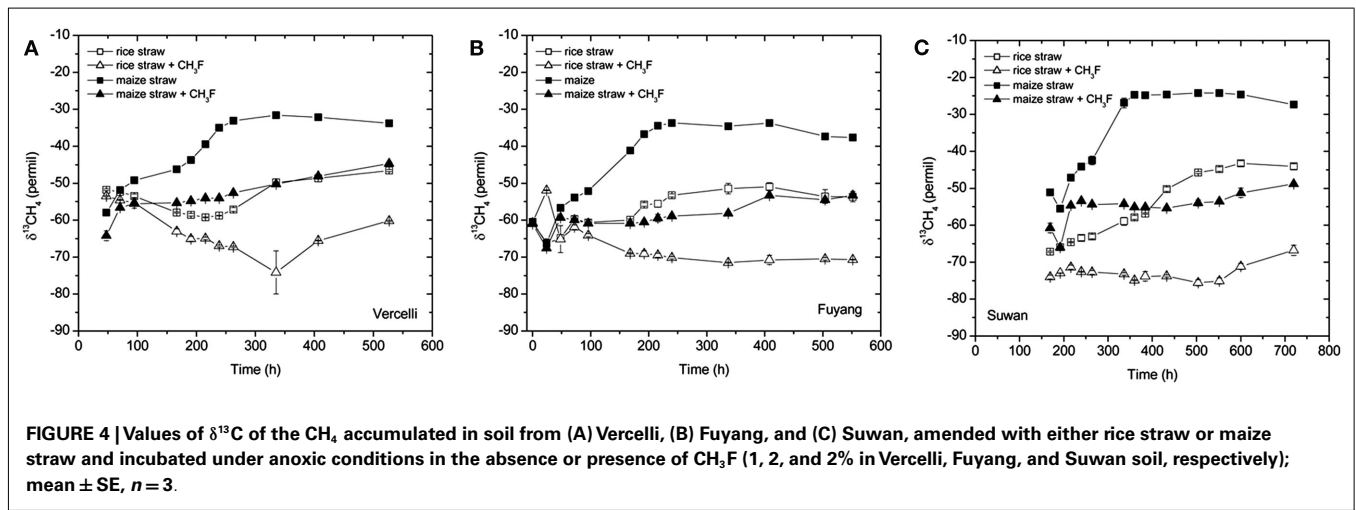 A
-10
-20
-30
-40
-50
-60
-70
-80
-90
δ¹³CH₄ (permil)
rice straw
rice straw + CH₃F
maize straw
maize straw + CH₃F
Vercelli
0 100 200 300 400 500 600
Time (h)
B
-10
-20
-30
-40
-50
-60
-70
-80
-90
δ¹³CH₄ (permil)
rice straw
rice straw + CH₃F
maize
maize straw + CH₃F
Fuyang
0 100 200 300 400 500 600
Time (h)
C
-10
-20
-30
-40
-50
-60
-70
-80
-90
δ¹³CH₄ (permil)
rice straw
rice straw + CH₃F
maize straw
maize straw + CH₃F
Suwan
100 200 300 400 500 600 700 800
Time (h)
FIGURE 4 | Values of δ¹³C of the CH₄ accumulated in soil from (A) Vercelli, (B) Fuyang, and (C) Suwan, amended with either rice straw or maize
straw and incubated under anoxic conditions in the absence or presence of CH₃F (1, 2, and 2% in Vercelli, Fuyang, and Suwan soil, respectively);
mean ± SE, n = 3.